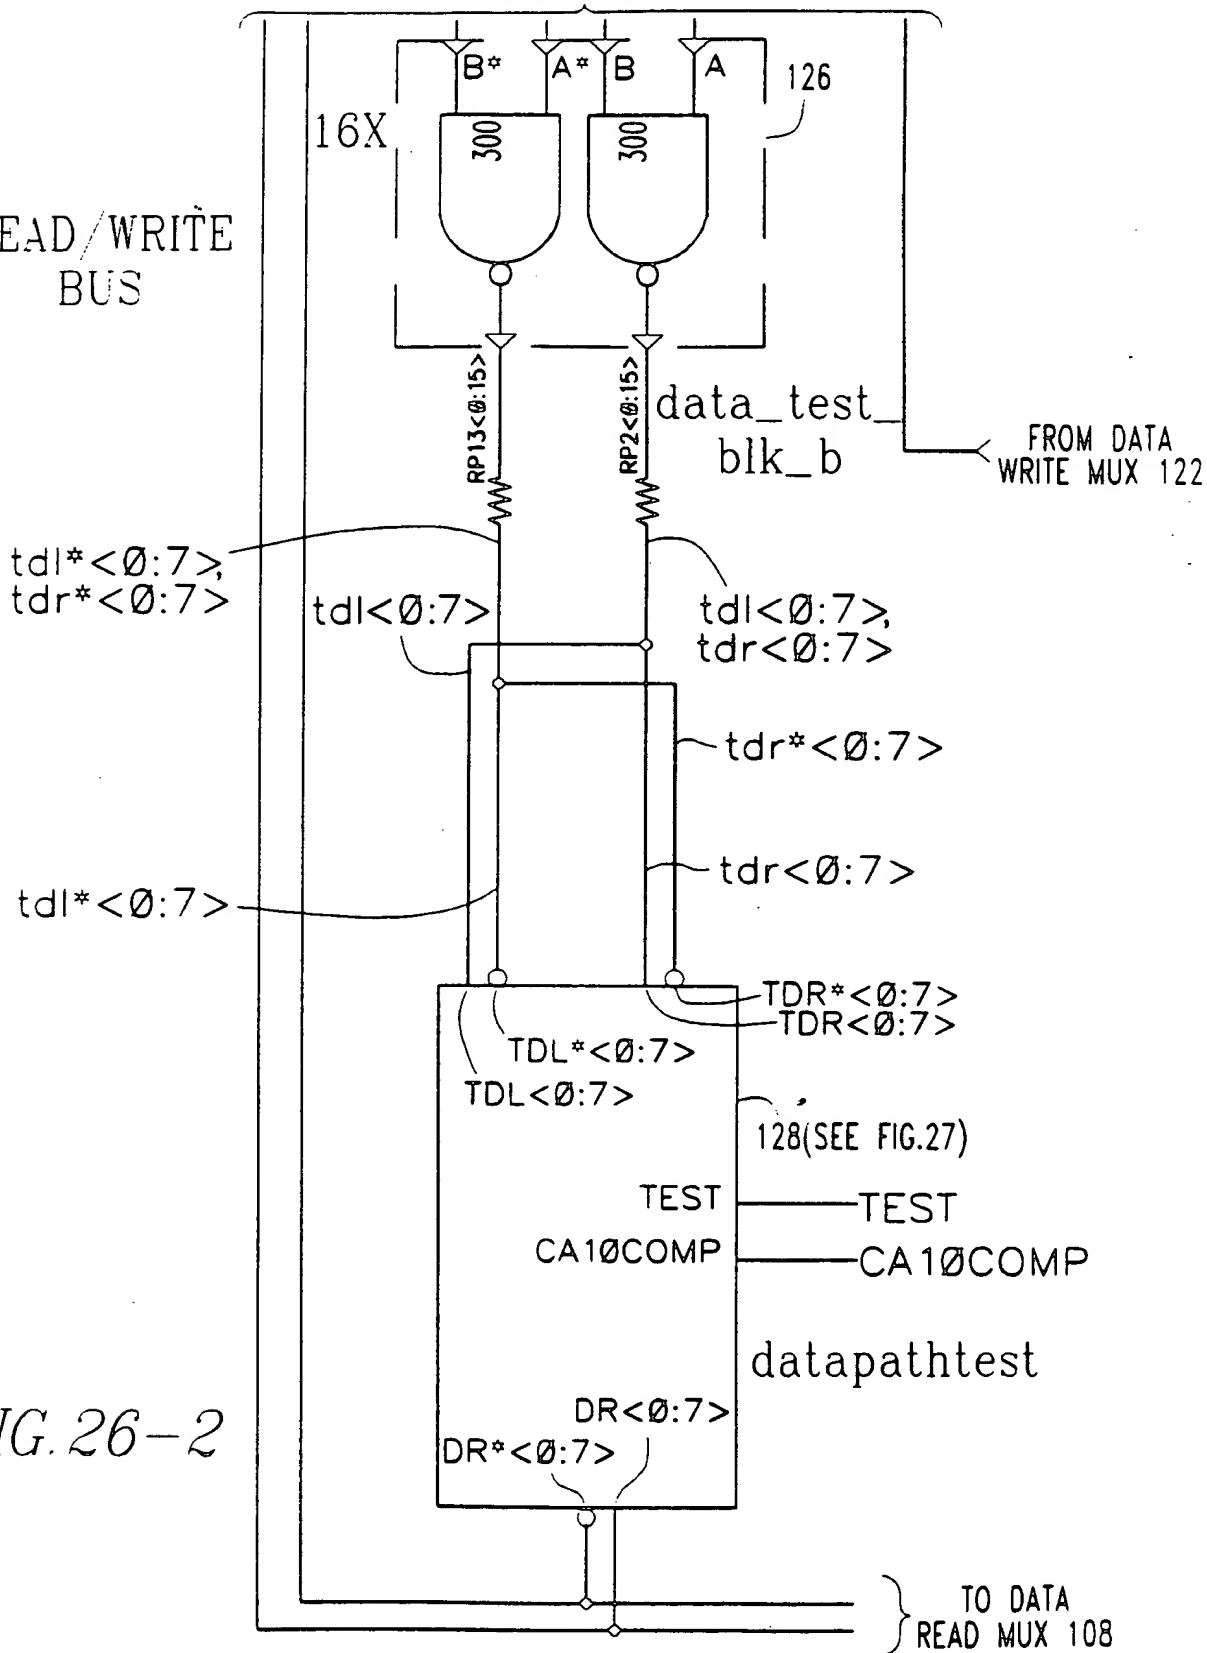 B* A* B A
126
16X
300 300
EAD/WRITE
BUS
RP13<0:15>
RP2<0:15>
data_test_
blk_b
FROM DATA
WRITE MUX 122
tdl*<0:7>,
tdr*<0:7>
tdl<0:7>
tdl<0:7>,
tdr<0:7>
tdr*<0:7>
tdr<0:7>
tdl*<0:7>
TDR*<0:7>
TDR<0:7>
TDL*<0:7>
TDL<0:7>
128(SEE FIG.27)
TEST TEST
CA10COMP CA10COMP
datapathtest
DR<0:7>
DR*<0:7>
IG. 26-2
TO DATA
READ MUX 108